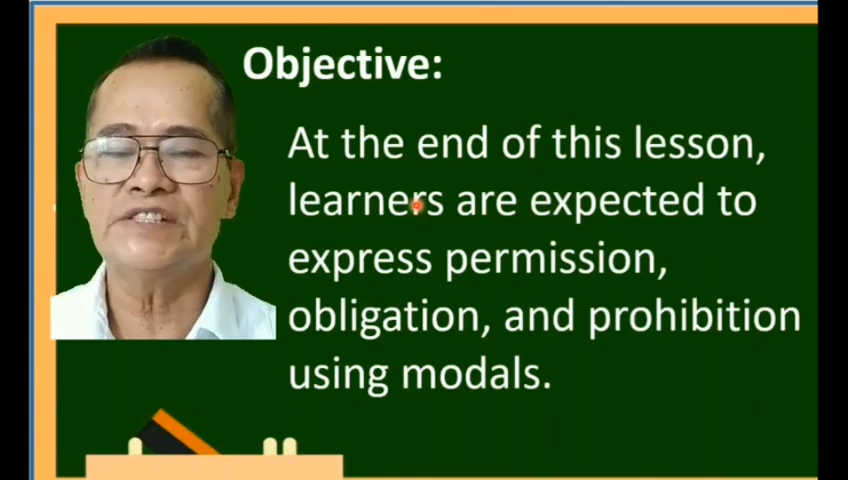 Objective:
At the end of this lesson,
learners are expected to
express permission,
obligation, and prohibition
using modals.